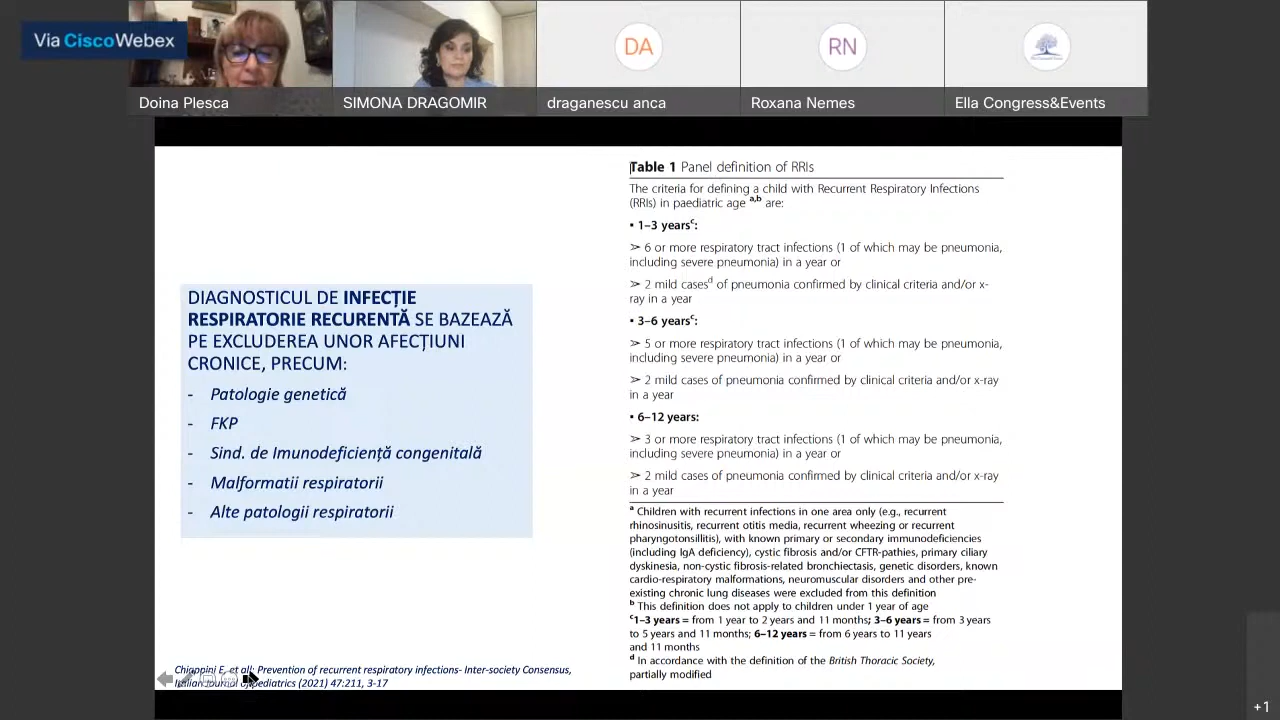 Via Cisco Webex
DA
RN
Doina Plesca
SIMONA DRAGOMIR
draganescu anca
Roxana Nemes
Ella Congress&Events
DIAGNOSTICUL DE INFECȚIE
RESPIRATORIE RECURENTĂ SE BAZEAZĂ
PE EXCLUDEREA UNOR AFECȚIUNI
CRONICE, PRECUM:
- Patologie genetică
- FKP
- Sind. de Imunodeficiență congenitală
- Malformatii respiratorii
- Alte patologii respiratorii
Chiappini E, et all: Prevention of recurrent respiratory infections- Inter-society Consensus,
Italian Journal of Pediatrics (2021) 47:211, 3-17
Table 1 Panel definition of RRIs
The criteria for defining a child with Recurrent Respiratory Infections
(RRIs) in paediatric age a,b are:
• 1–3 yearsc:
➢ 6 or more respiratory tract infections (1 of which may be pneumonia,
including severe pneumonia) in a year or
➢ 2 mild casesd of pneumonia confirmed by clinical criteria and/or x-
ray in a year
• 3–6 yearsc:
➢ 5 or more respiratory tract infections (1 of which may be pneumonia,
including severe pneumonia) in a year or
➢ 2 mild cases of pneumonia confirmed by clinical criteria and/or x-ray
in a year
• 6–12 years:
➢ 3 or more respiratory tract infections (1 of which may be pneumonia,
including severe pneumonia) in a year or
➢ 2 mild cases of pneumonia confirmed by clinical criteria and/or x-ray
in a year
a Children with recurrent infections in one area only (e.g., recurrent
rhinosinusitis, recurrent otitis media, recurrent wheezing or recurrent
pharyngotonsillitis), with known primary or secondary immunodeficiencies
(including IgA deficiency), cystic fibrosis and/or CFTR-pathies, primary ciliary
dyskinesia, non-cystic fibrosis-related bronchiectasis, genetic disorders, known
cardio-respiratory malformations, neuromuscular disorders and other pre-
existing chronic lung diseases were excluded from this definition
b This definition does not apply to children under 1 year of age
c1–3 years = from 1 year to 2 years and 11 months; 3–6 years = from 3 years
to 5 years and 11 months; 6–12 years = from 6 years to 11 years
and 11 months
d In accordance with the definition of the British Thoracic Society,
partially modified
+1